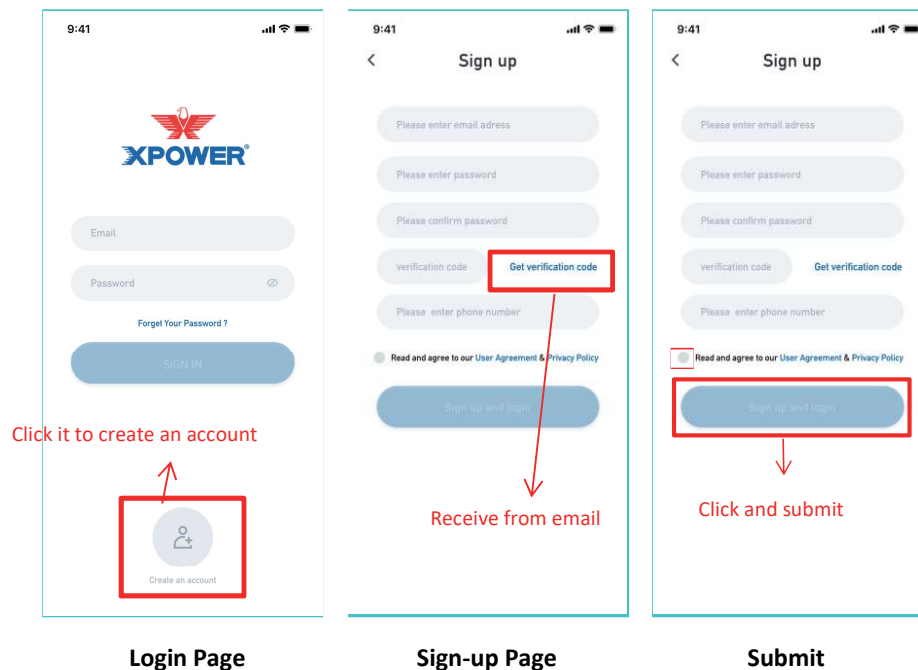 9:41
XPOWER®
Email
Password
Forget Your Password ?
SIGN IN
Click it to create an account
Create an account
Login Page
9:41
Sign up
Please enter email adress
Please enter password
Please confirm password
verification code
Get verification code
Please enter phone number
Read and agree to our User Agreement & Privacy Policy
Sign up and login
Receive from email
Sign-up Page
9:41
Sign up
Please enter email adress
Please enter password
Please confirm password
verification code
Get verification code
Please enter phone number
Read and agree to our User Agreement & Privacy Policy
Sign up and login
Click and submit
Submit